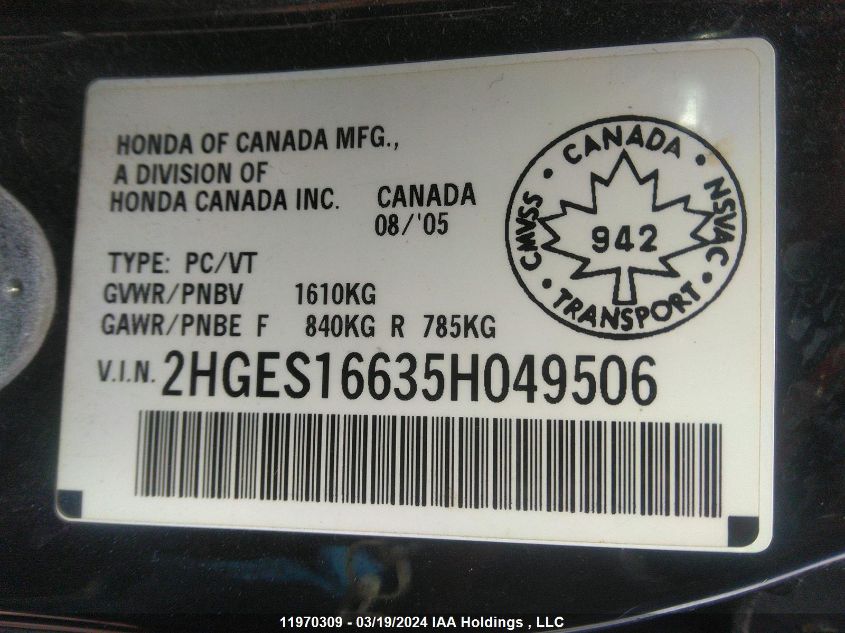 HONDA OF CANADA MFG.,
A DIVISION OF
HONDA CANADA INC. CANADA
08/'05
TYPE: PC/VT
GVWR/PNBV 1610KG
GAWR/PNBE F 840KG R 785KG
V.I.N. 2HGES16635H049506
CANADA
CMVSS 942 NSVAC
TRANSPORT
11970309 - 03/19/2024 IAA Holdings , LLC